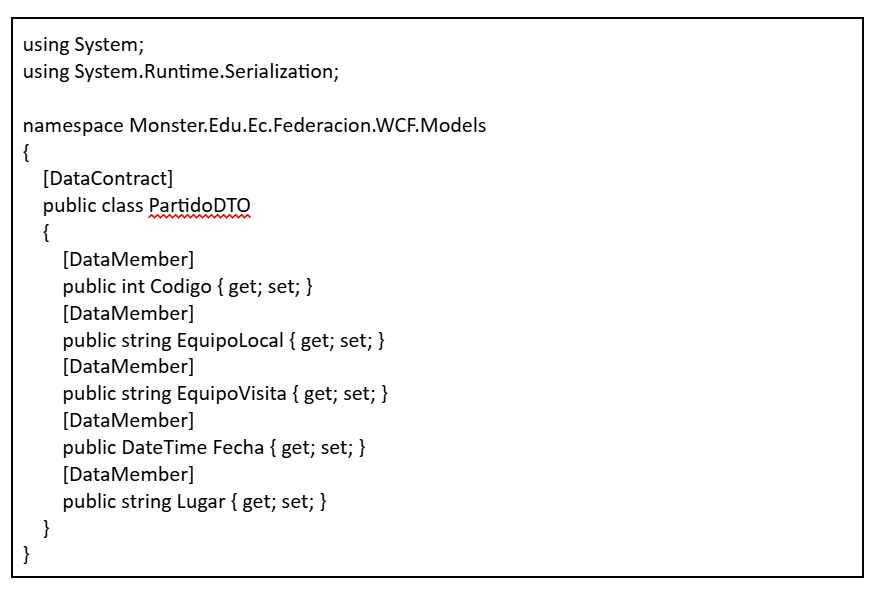 using System;
using System.Runtime.Serialization;
namespace Monster.Edu.Ec.Federacion.WCF.Models
{
[DataContract]
public class PartidoDTO
{
[DataMember]
public int Codigo { get; set; }
[DataMember]
public string EquipoLocal { get; set; }
[DataMember]
public string EquipoVisita { get; set; }
[DataMember]
public DateTime Fecha { get; set; }
[DataMember]
public string Lugar { get; set; }
}
}